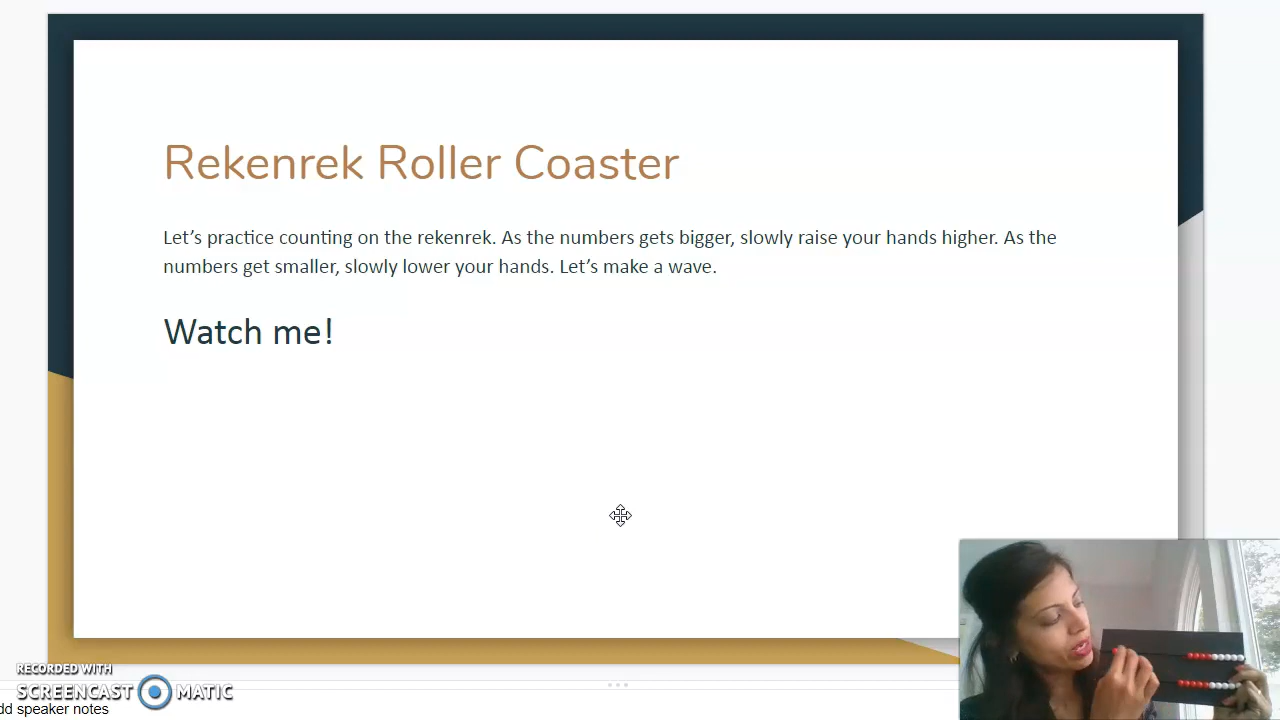 Rekenrek Roller Coaster
Let's practice counting on the rekenrek. As the numbers gets bigger, slowly raise your hands higher. As the
numbers get smaller, slowly lower your hands. Let's make a wave.
Watch me!
RECORDED WITH
SCREENCAST MATIC
dd speaker notes